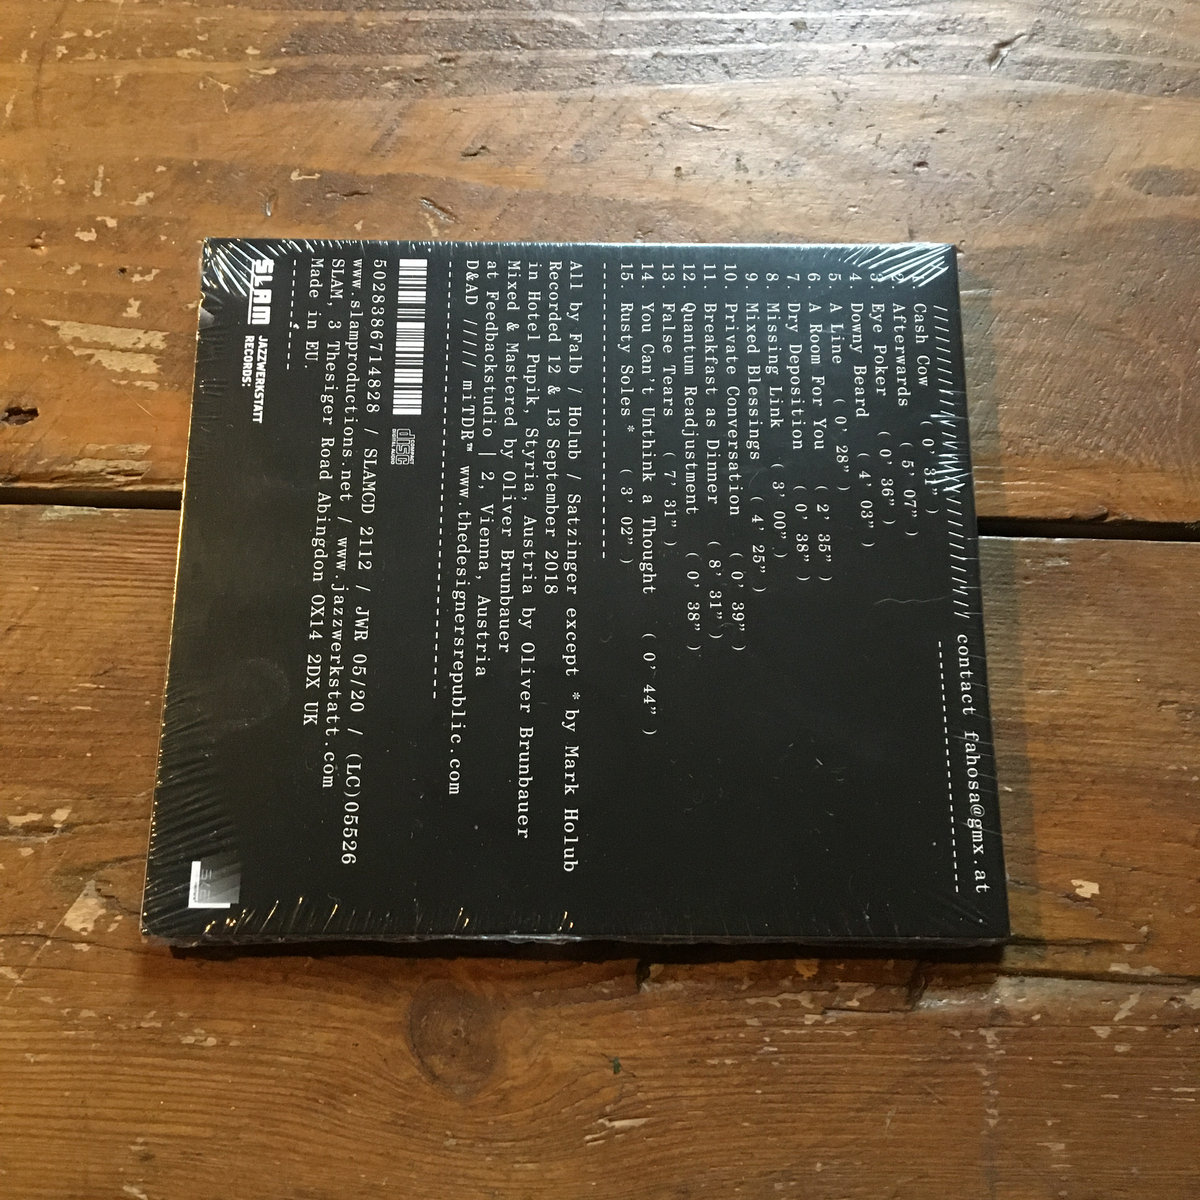 ////////////////////////// contact fahosa@gmx.at
1. Cash Cow ( 0' 31")
2. Afterwards ( 5' 07")
3. Eye Poker ( 0' 36")
4 Downy Beard ( 4' 03")
5. A Line ( 0' 28")
6. A Room For You ( 2' 35")
7. Dry Deposition ( 0' 38")
8 Missing Link ( 3' 00")
9. Mixed Blessings ( 4' 25")
10. Private Conversation ( 0' 39")
11. Breakfast as Dinner ( 8' 31")
12 Quantum Readjustment ( 0' 38")
13. False Tears ( 7' 31")
14. You Can't Unthink a Thought ( 0' 44")
15. Rusty Soles * ( 3' 02")
All by Falb / Holub / Satzinger except * by Mark Holub
Recorded 12 & 13 September 2018
in Hotel Pupik, Styria, Austria by Oliver Brunbauer
Mixed & Mastered by Oliver Brunbauer
at Feedbackstudio | 2, Vienna, Austria
D&AD ////// miTDR™ www.thedesignersrepublic.com
COMPACT
disc
DIGITAL AUDIO
5028386714828 / SLAMCD 2112 / JWR 05/20 / (LC)05526
www.slamproductions.net / www.jazzwerkstatt.com
SLAM, 3 Thesiger Road Abingdon OX14 2DX UK
Made in EU.
SLAM JAZZWERKSTATT
RECORDS: